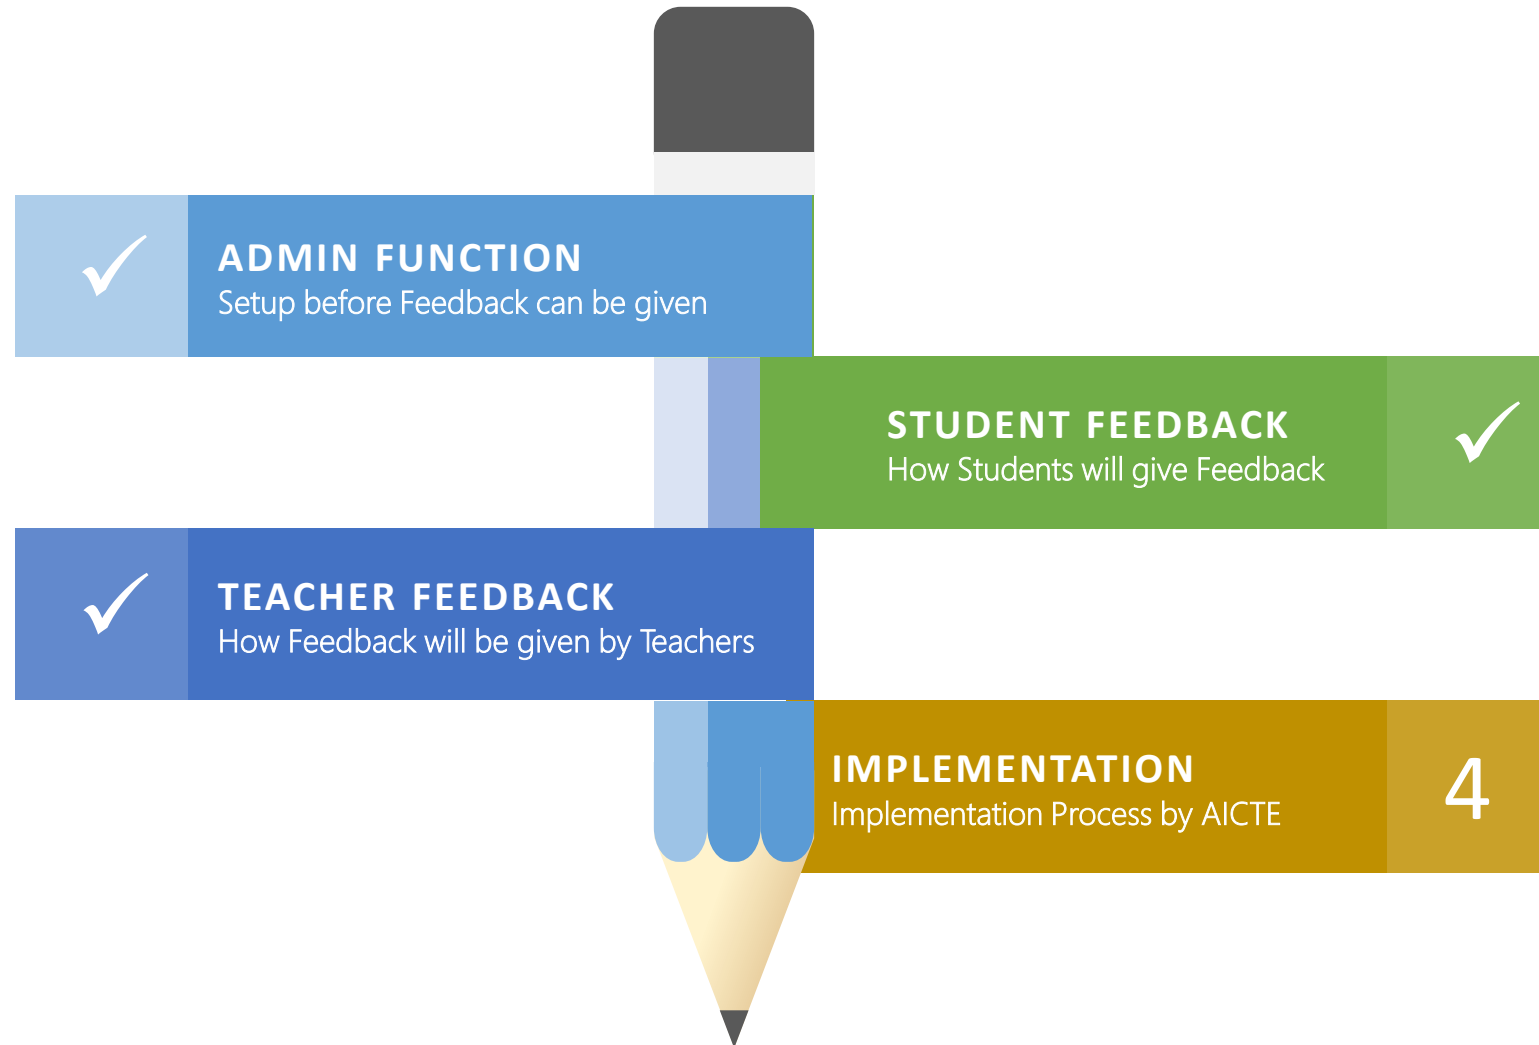 ADMIN FUNCTION
Setup before Feedback can be given
STUDENT FEEDBACK
How Students will give Feedback
TEACHER FEEDBACK
How Feedback will be given by Teachers
IMPLEMENTATION
Implementation Process by AICTE
4